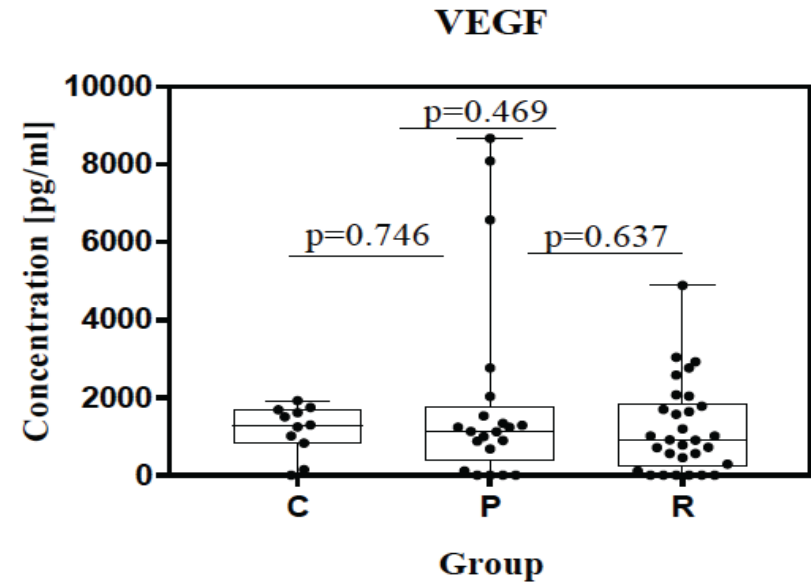 VEGF
Concentration [pg/ml]
10000
8000
6000
4000
2000
0
p=0.469
p=0.746
p=0.637
C P R
Group